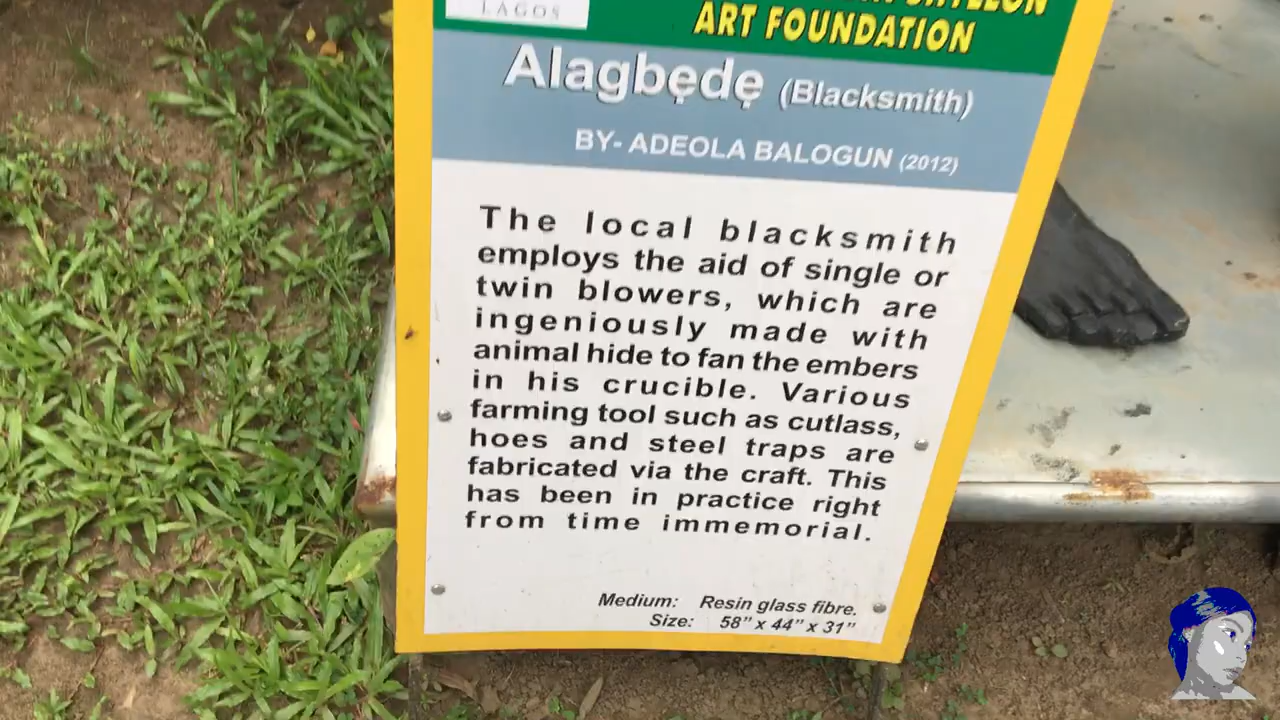 LAGOS
ART FOUNDATION
Alagbẹdẹ (Blacksmith)
BY- ADEOLA BALOGUN (2012)
The local blacksmith
employs the aid of single or
twin blowers, which are
ingeniously made with
animal hide to fan the embers
in his crucible. Various
farming tool such as cutlass,
hoes and steel traps are
fabricated via the craft. This
has been in practice right
from time immemorial.
Medium: Resin glass fibre.
Size: 58” x 44” x 31”